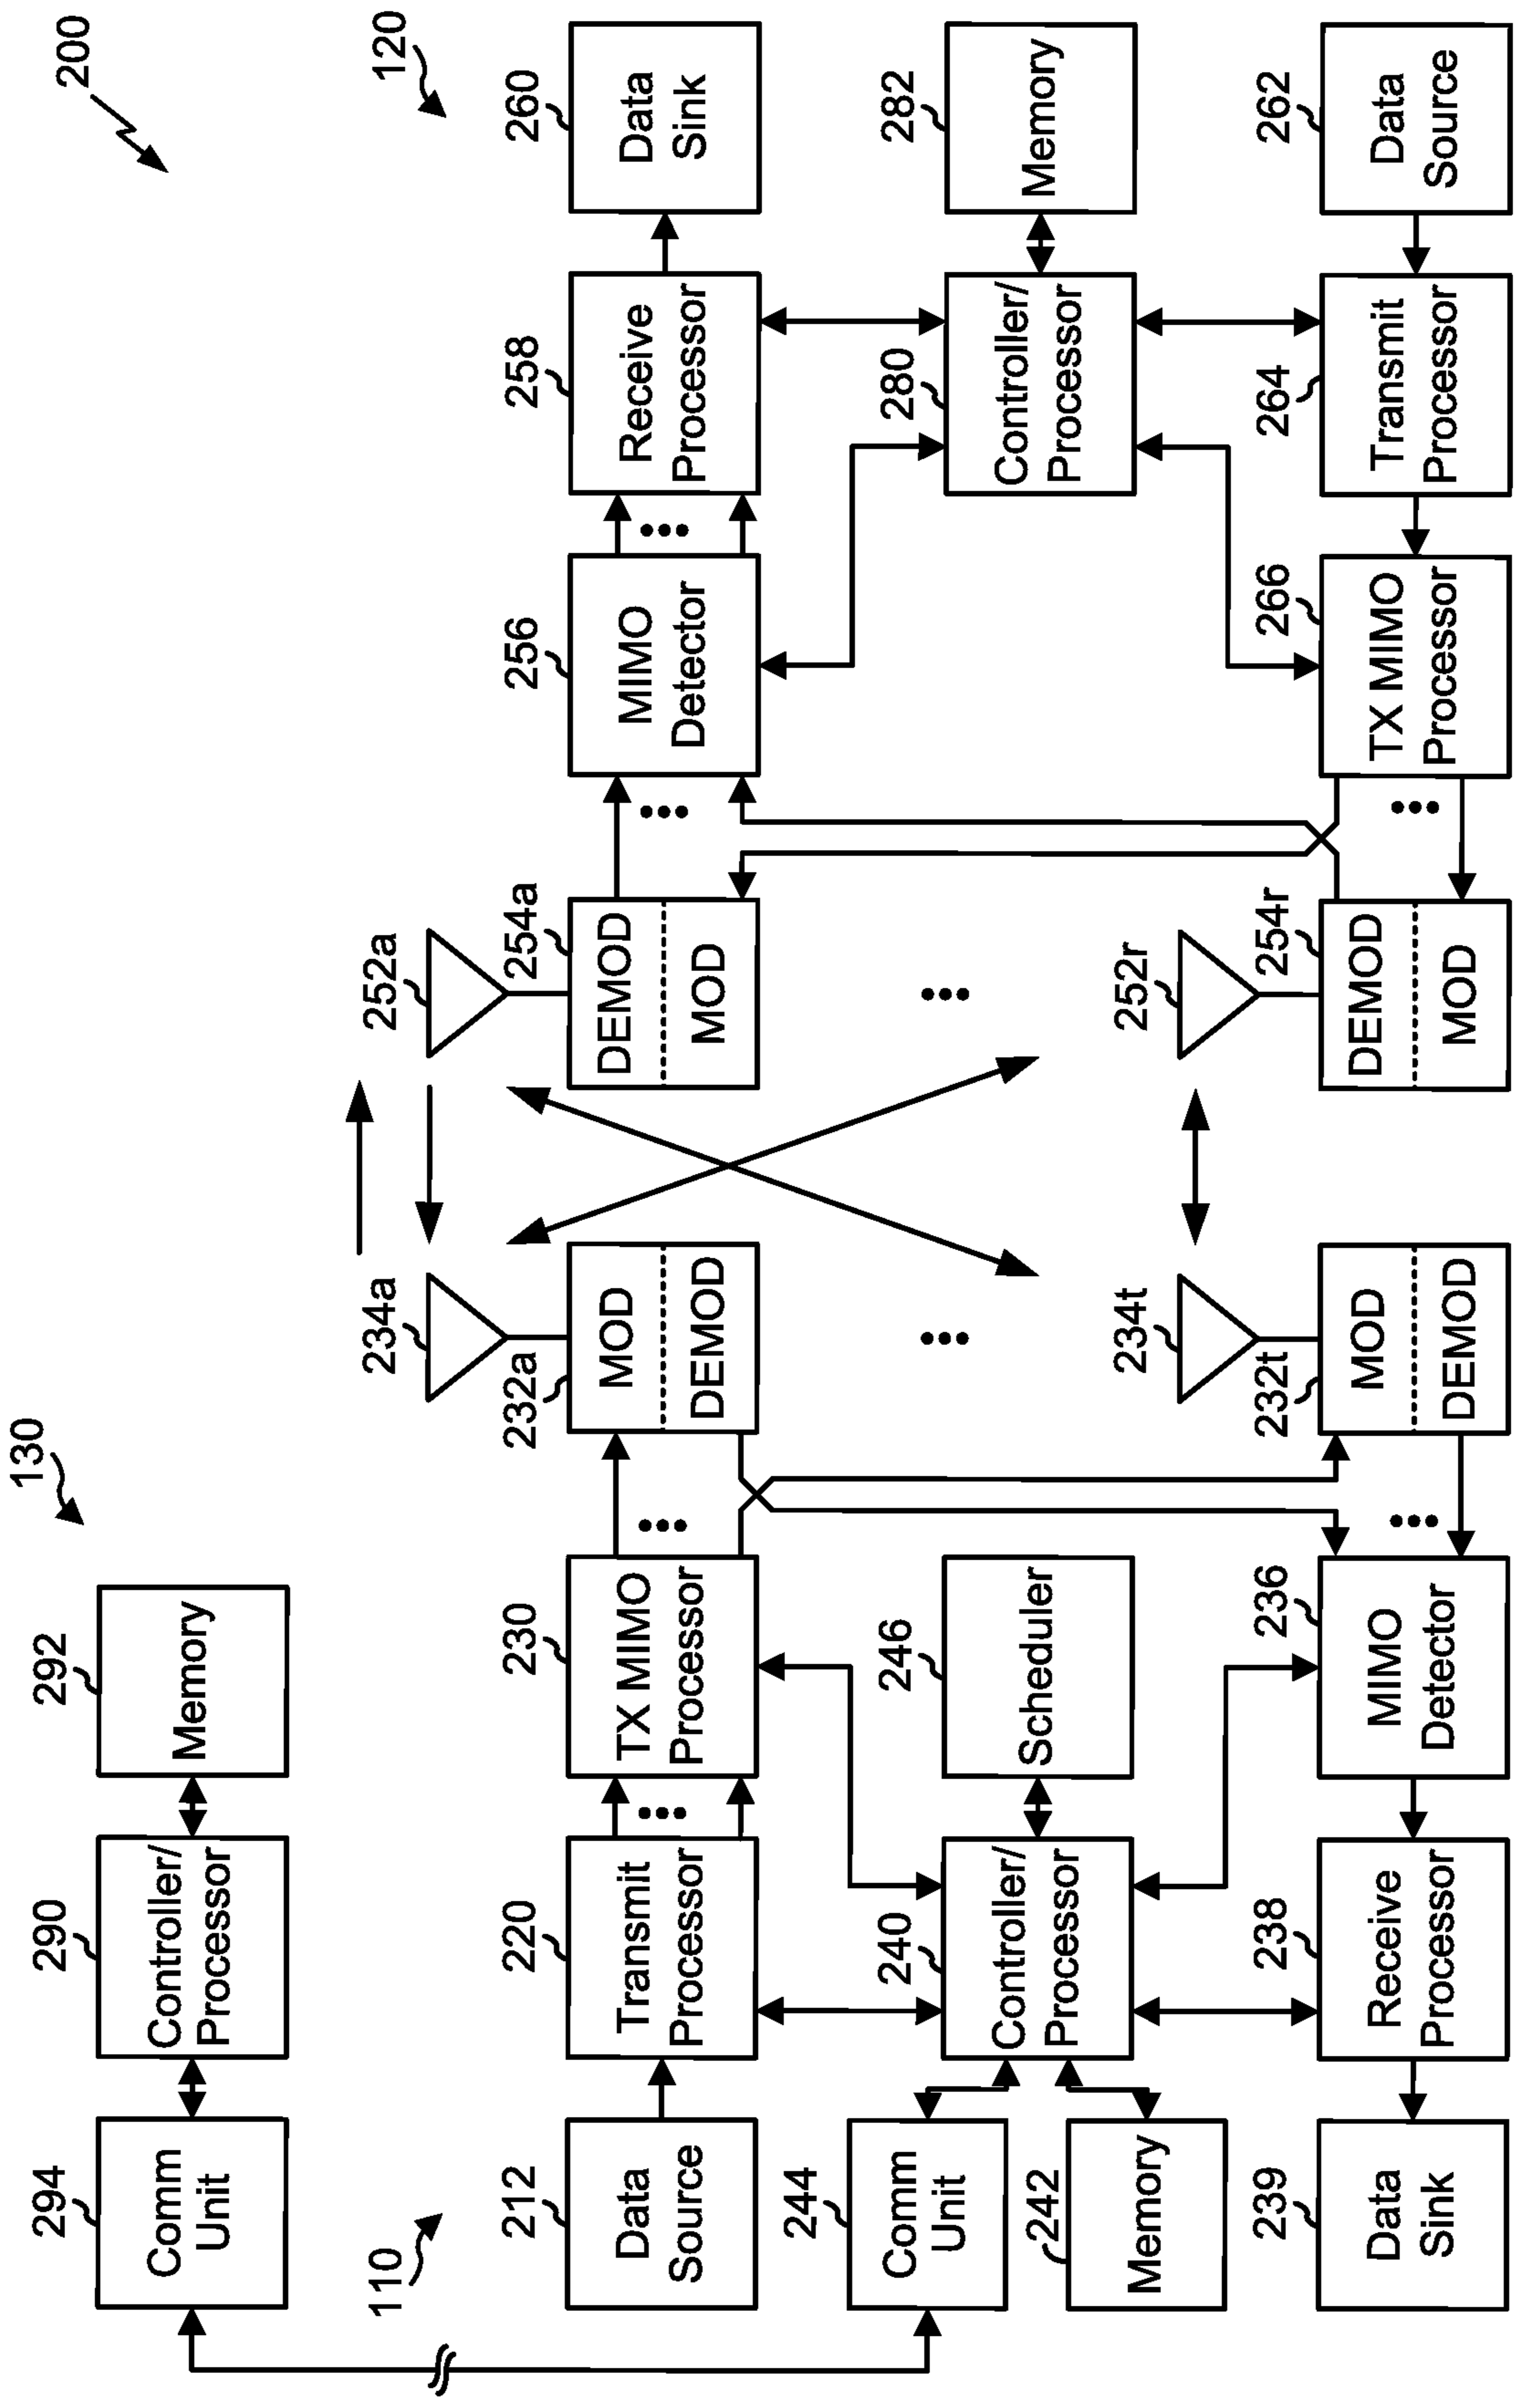 200
130
294
Comm
Unit
290
Controller/
Processor
292
Memory
110
120
212
Data
Source
220
Transmit
Processor
230
TX MIMO
Processor
232a
MOD
DEMOD
234a
252a
254a
DEMOD
MOD
256
MIMO
Detector
258
Receive
Processor
260
Data
Sink
244
Comm
Unit
242
Memory
240
Controller/
Processor
246
Scheduler
280
Controller/
Processor
282
Memory
239
Data
Sink
238
Receive
Processor
236
MIMO
Detector
232t
MOD
DEMOD
234t
252r
254r
DEMOD
MOD
266
TX MIMO
Processor
264
Transmit
Processor
262
Data
Source